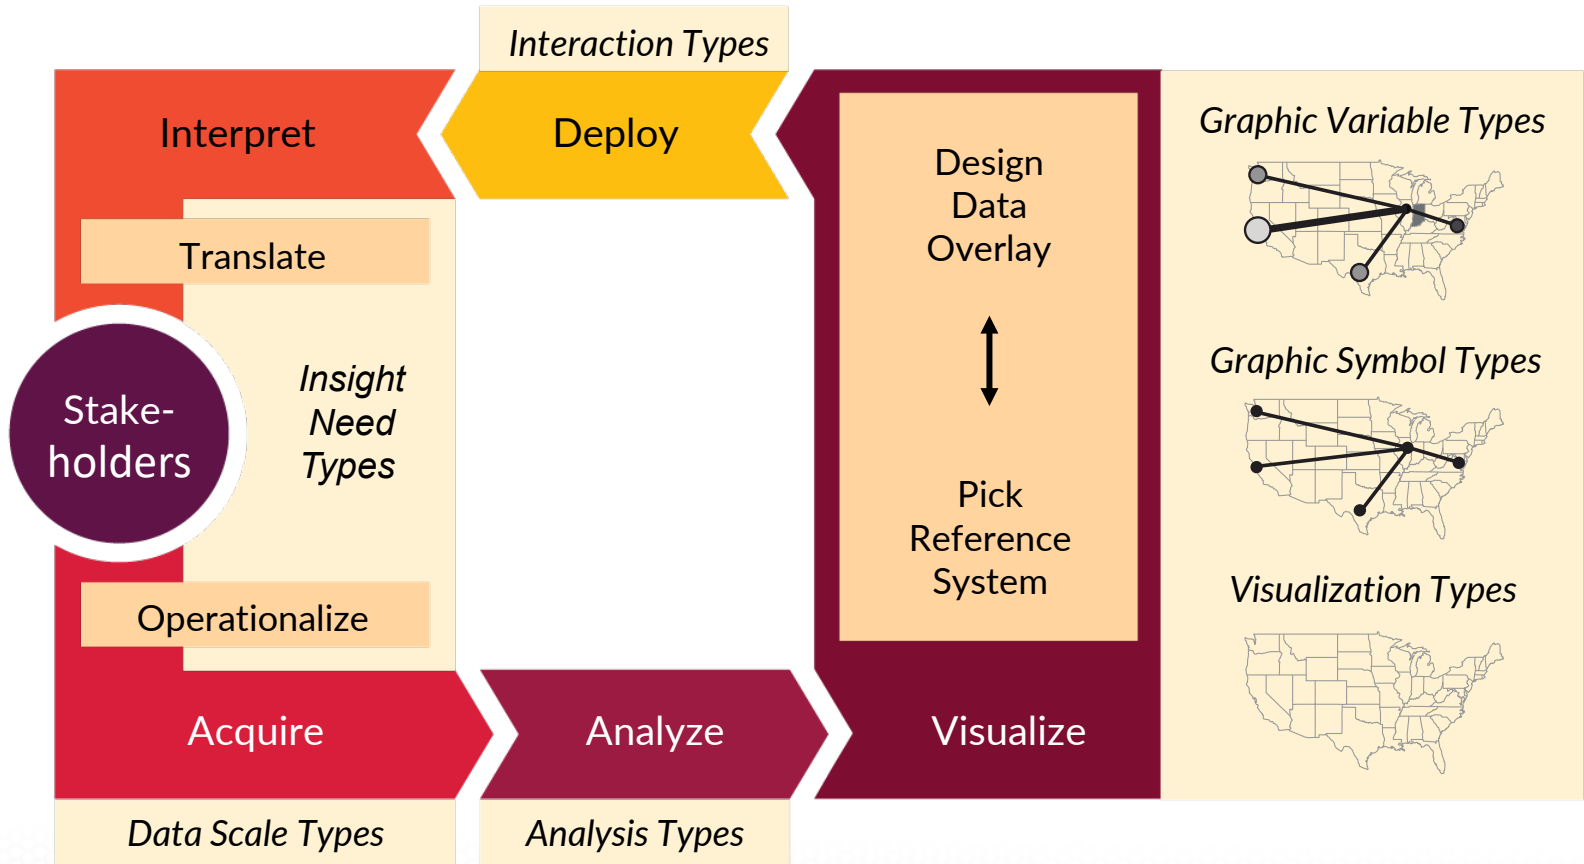 Interaction Types
Interpret
Deploy
Design
Data
Overlay
Pick
Reference
System
Graphic Variable Types
Graphic Symbol Types
Visualization Types
Translate
Stake-
holders
Insight
Need
Types
Operationalize
Acquire
Analyze
Visualize
Data Scale Types
Analysis Types